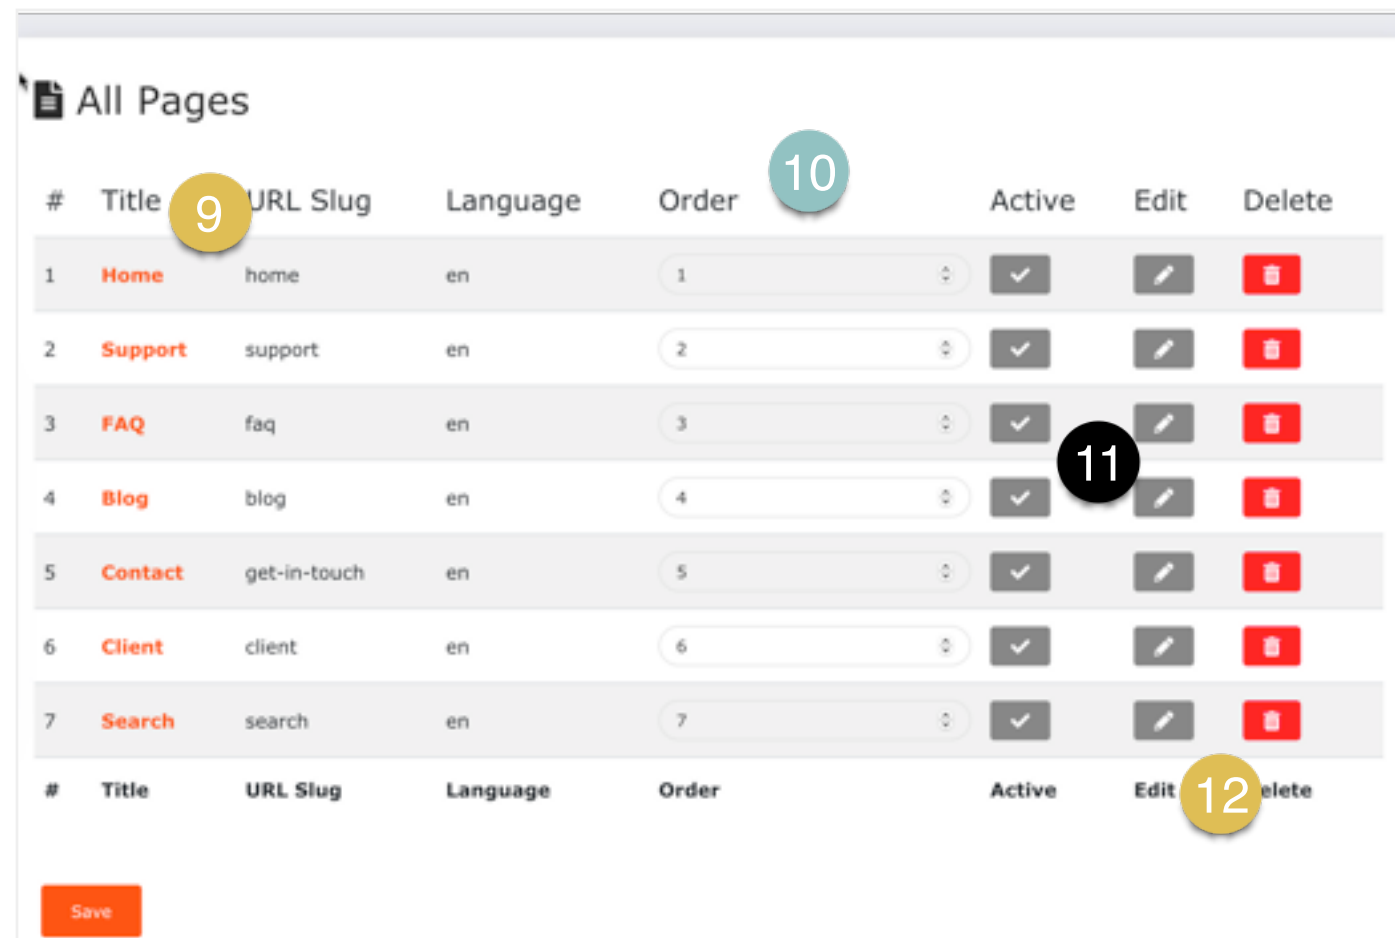 All Pages
10
# Title 9 URL Slug Language Order Active Edit Delete
1 Home home en 1
2 Support support en 2
3 FAQ faq en 3
11
4 Blog blog en 4
5 Contact get-in-touch en 5
6 Client client en 6
7 Search search en 7
# Title URL Slug Language Order Active Edit 12 elete
Save